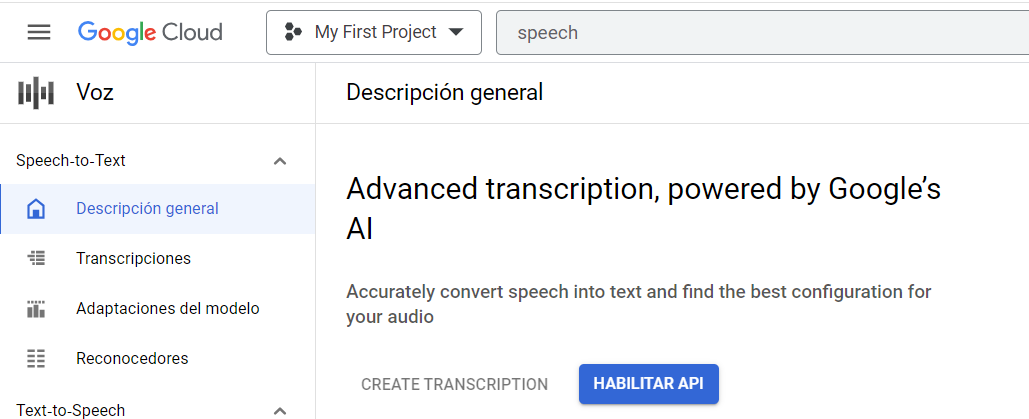 Google Cloud
My First Project
speech
Voz
Descripción general
Speech-to-Text
Descripción general
Transcripciones
Adaptaciones del modelo
Reconocedores
Text-to-Speech
Advanced transcription, powered by Google’s
AI
Accurately convert speech into text and find the best configuration for
your audio
CREATE TRANSCRIPTION
HABILITAR API